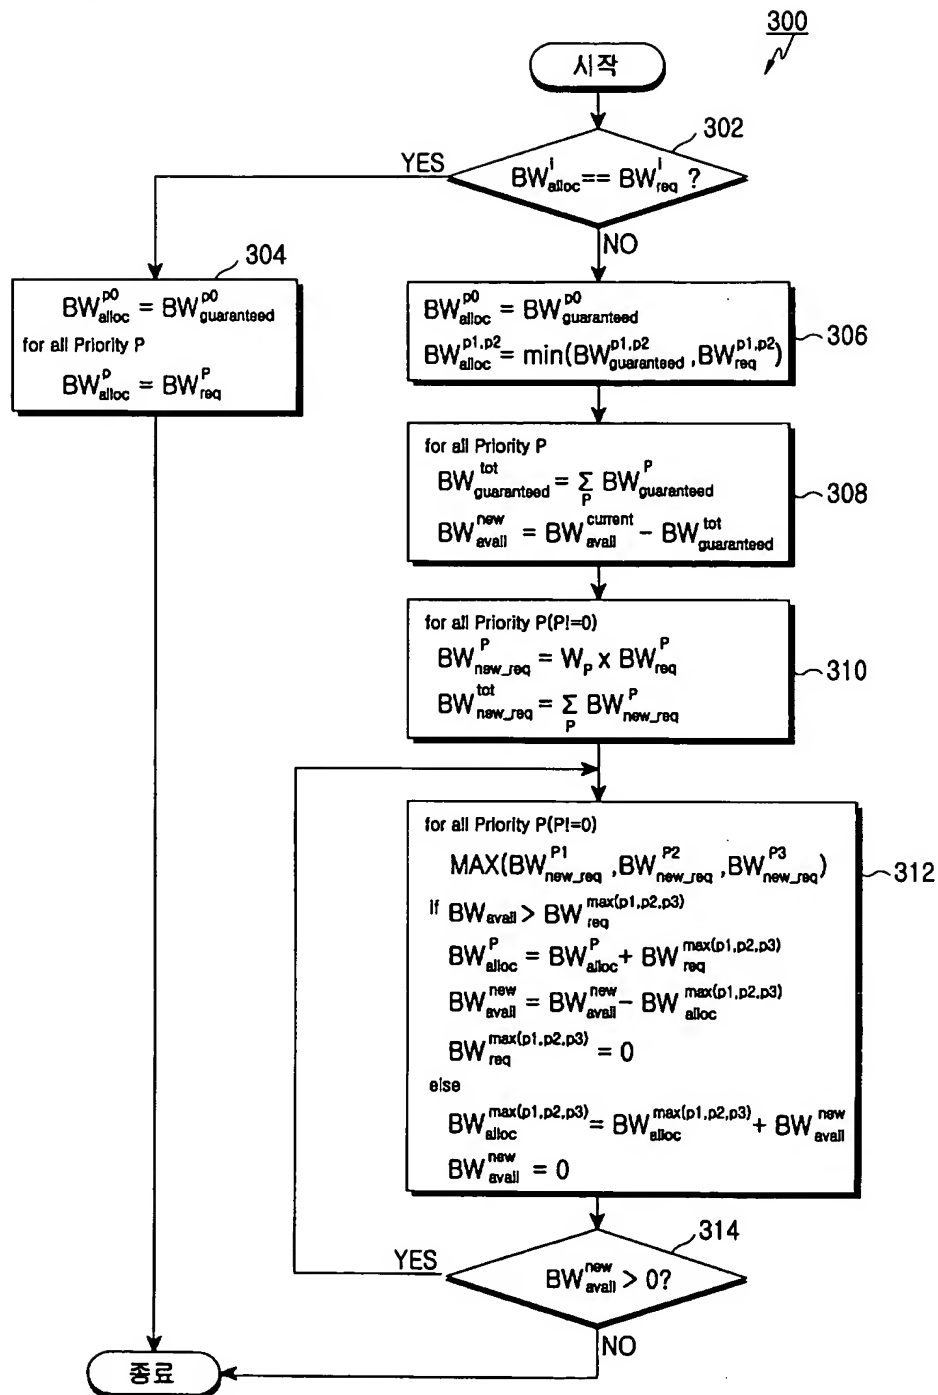 300
시작
302
BW^i_alloc == BW^i_req ?
YES
NO
304
BW^p0_alloc = BW^p0_guaranteed
for all Priority P
BW^p_alloc = BW^P_req
BW^p0_alloc = BW^p0_guaranteed
BW^p1,p2_alloc = min(BW^p1,p2_guaranteed , BW^p1,p2_req)
306
for all Priority P
BW^tot_guaranteed = Σ_P BW^P_guaranteed
BW^new_avail = BW^current_avail - BW^tot_guaranteed
308
for all Priority P(P!=0)
BW^P_new_req = W_P x BW^P_req
BW^tot_new_req = Σ_P BW^P_new_req
310
for all Priority P(P!=0)
MAX(BW^P1_new_req , BW^P2_new_req , BW^P3_new_req)
if BW_avail > BW^max(p1,p2,p3)_req
BW^P_alloc = BW^P_alloc + BW^max(p1,p2,p3)_req
BW^new_avail = BW^new_avail - BW^max(p1,p2,p3)_alloc
BW^max(p1,p2,p3)_req = 0
else
BW^max(p1,p2,p3)_alloc = BW^max(p1,p2,p3)_alloc + BW^new_avail
BW^new_avail = 0
312
314
YES
BW^new_avail > 0?
NO
종료